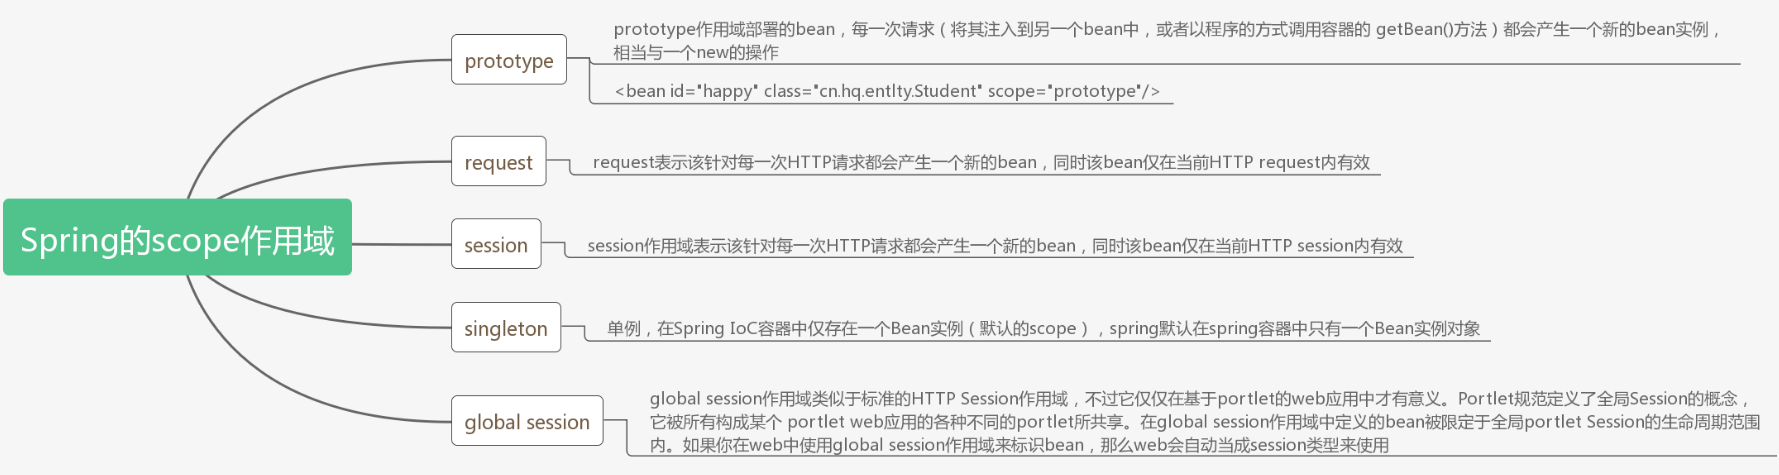 Spring的scope作用域
prototype
prototype作用域部署的bean，每一次请求（将其注入到另一个bean中，或者以程序的方式调用容器的 getBean()方法）都会产生一个新的bean实例，
相当与一个new的操作
<bean id="happy" class="cn.hq.entlty.Student" scope="prototype"/>
request
request表示该针对每一次HTTP请求都会产生一个新的bean，同时该bean仅在当前HTTP request内有效
session
session作用域表示该针对每一次HTTP请求都会产生一个新的bean，同时该bean仅在当前HTTP session内有效
singleton
单例，在Spring IoC容器中仅存在一个Bean实例（默认的scope），spring默认在spring容器中只有一个Bean实例对象
global session
global session作用域类似于标准的HTTP Session作用域，不过它仅仅在基于portlet的web应用中才有意义。Portlet规范定义了全局Session的概念，
它被所有构成某个 portlet web应用的各种不同的portlet所共享。在global session作用域中定义的bean被限定于全局portlet Session的生命周期范围
内。如果你在web中使用global session作用域来标识bean，那么web会自动当成session类型来使用